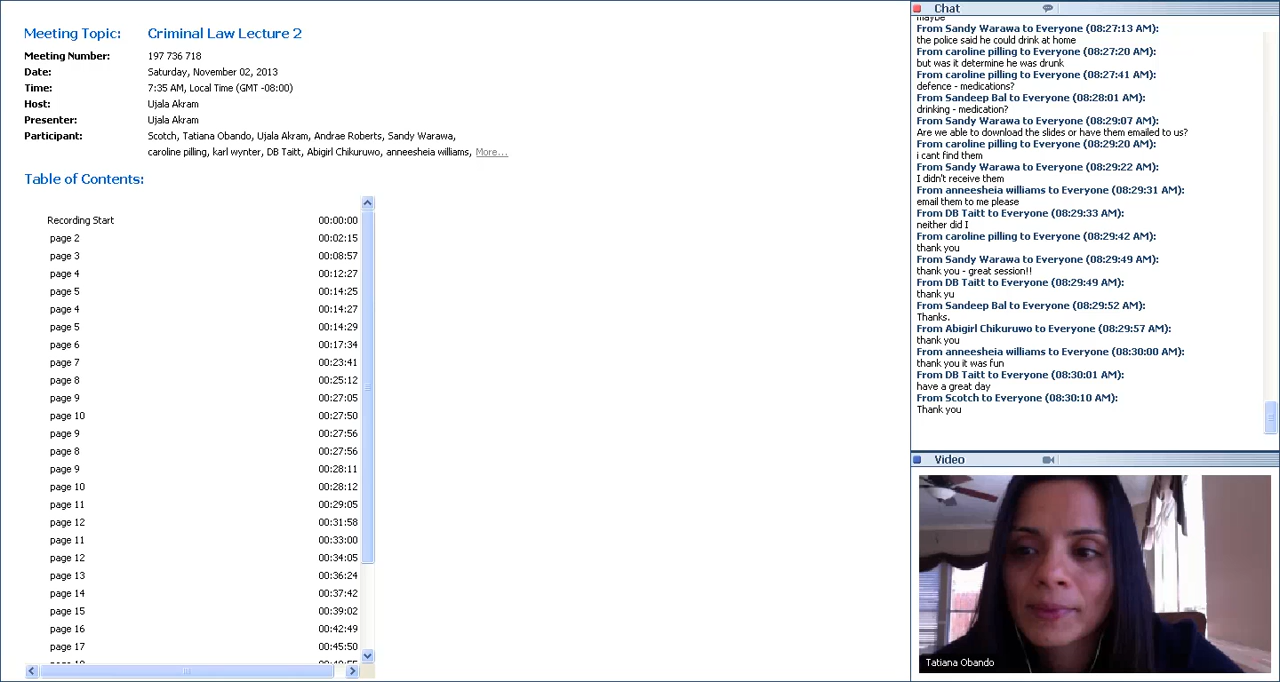 Meeting Topic: Criminal Law Lecture 2
Meeting Number: 197 736 718
Date: Saturday, November 02, 2013
Time: 7:35 AM, Local Time (GMT -08:00)
Host: Ujala Akram
Presenter: Ujala Akram
Participant: Scotch, Tatiana Obando, Ujala Akram, Andrae Roberts, Sandy Warawa,
caroline pilling, karl wynter, DB Taitt, Abigirl Chikuruwo, anneesheia williams, More...
Table of Contents:
Recording Start 00:00:00
page 2 00:02:15
page 3 00:08:57
page 4 00:12:27
page 5 00:14:25
page 4 00:14:27
page 5 00:14:29
page 6 00:17:34
page 7 00:23:41
page 8 00:25:12
page 9 00:27:05
page 10 00:27:50
page 9 00:27:56
page 8 00:27:56
page 9 00:28:11
page 10 00:28:12
page 11 00:29:05
page 12 00:31:58
page 11 00:33:00
page 12 00:34:05
page 13 00:36:24
page 14 00:37:42
page 15 00:39:02
page 16 00:42:49
page 17 00:45:50
Chat
maybe
From Sandy Warawa to Everyone (08:27:13 AM):
the police said he could drink at home
From caroline pilling to Everyone (08:27:20 AM):
but was it determine he was drunk
From caroline pilling to Everyone (08:27:41 AM):
defence - medications?
From Sandeep Bal to Everyone (08:28:01 AM):
drinking - medication?
From Sandy Warawa to Everyone (08:29:07 AM):
Are we able to download the slides or have them emailed to us?
From caroline pilling to Everyone (08:29:20 AM):
i cant find them
From Sandy Warawa to Everyone (08:29:22 AM):
I didn't receive them
From anneesheia williams to Everyone (08:29:31 AM):
email them to me please
From DB Taitt to Everyone (08:29:33 AM):
neither did I
From caroline pilling to Everyone (08:29:42 AM):
thank you
From Sandy Warawa to Everyone (08:29:49 AM):
thank you - great session!!
From DB Taitt to Everyone (08:29:49 AM):
thank yu
From Sandeep Bal to Everyone (08:29:52 AM):
Thanks.
From Abigirl Chikuruwo to Everyone (08:29:57 AM):
thank you
From anneesheia williams to Everyone (08:30:00 AM):
thank you it was fun
From DB Taitt to Everyone (08:30:01 AM):
have a great day
From Scotch to Everyone (08:30:10 AM):
Thank you
Video
Tatiana Obando